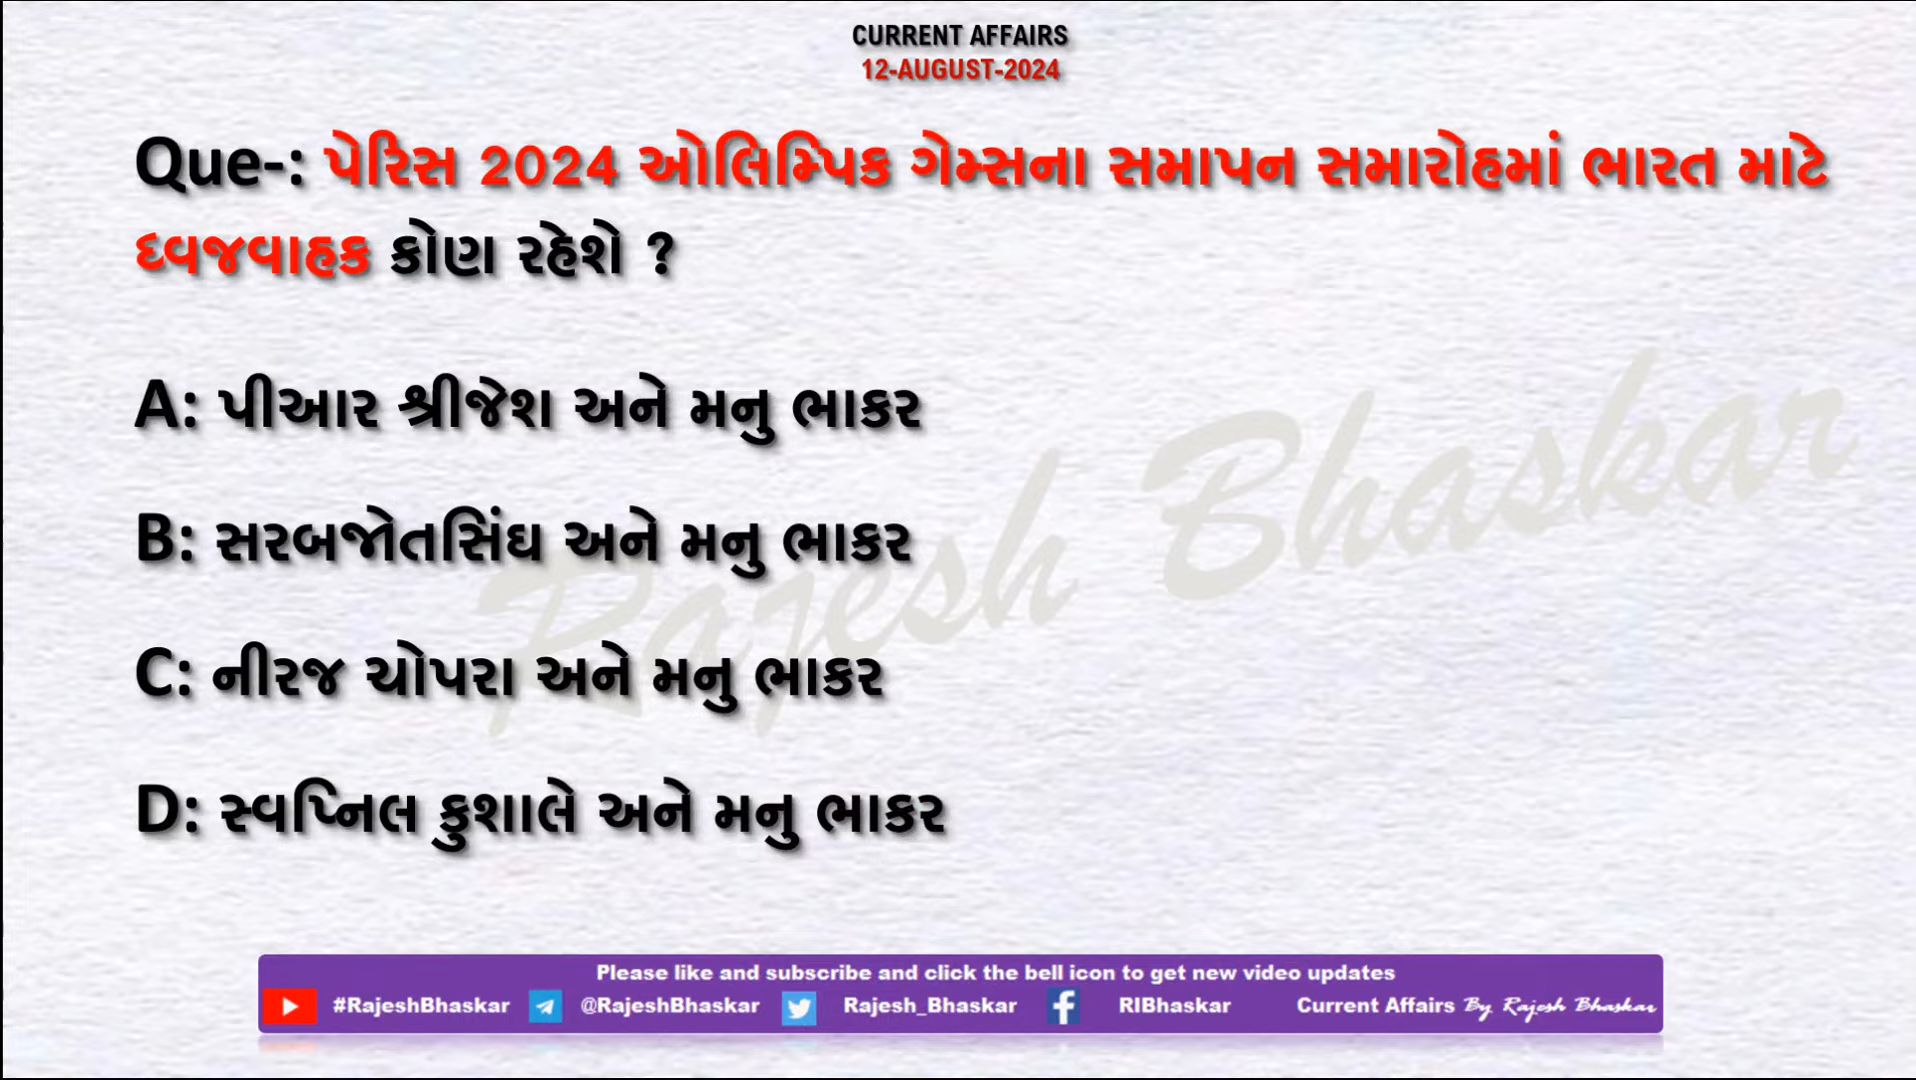 CURRENT AFFAIRS
12-AUGUST-2024
Que-: પેરિસ 2024 ઓલિમ્પિક ગેમ્સના સમાપન સમારોહમાં ભારત માટે
ધ્વજવાહક કોણ રહેશે ?
A: પીઆર શ્રીજેશ અને મનુ ભાકર
B: સરબજોતસિંઘ અને મનુ ભાકર
C: નીરજ ચોપરા અને મનુ ભાકર
D: સ્વપ્નિલ કુશાલે અને મનુ ભાકર
Rajesh Bhaskar
Please like and subscribe and click the bell icon to get new video updates
#RajeshBhaskar @RajeshBhaskar Rajesh_Bhaskar RIBhaskar Current Affairs By Rajesh Bhaskar